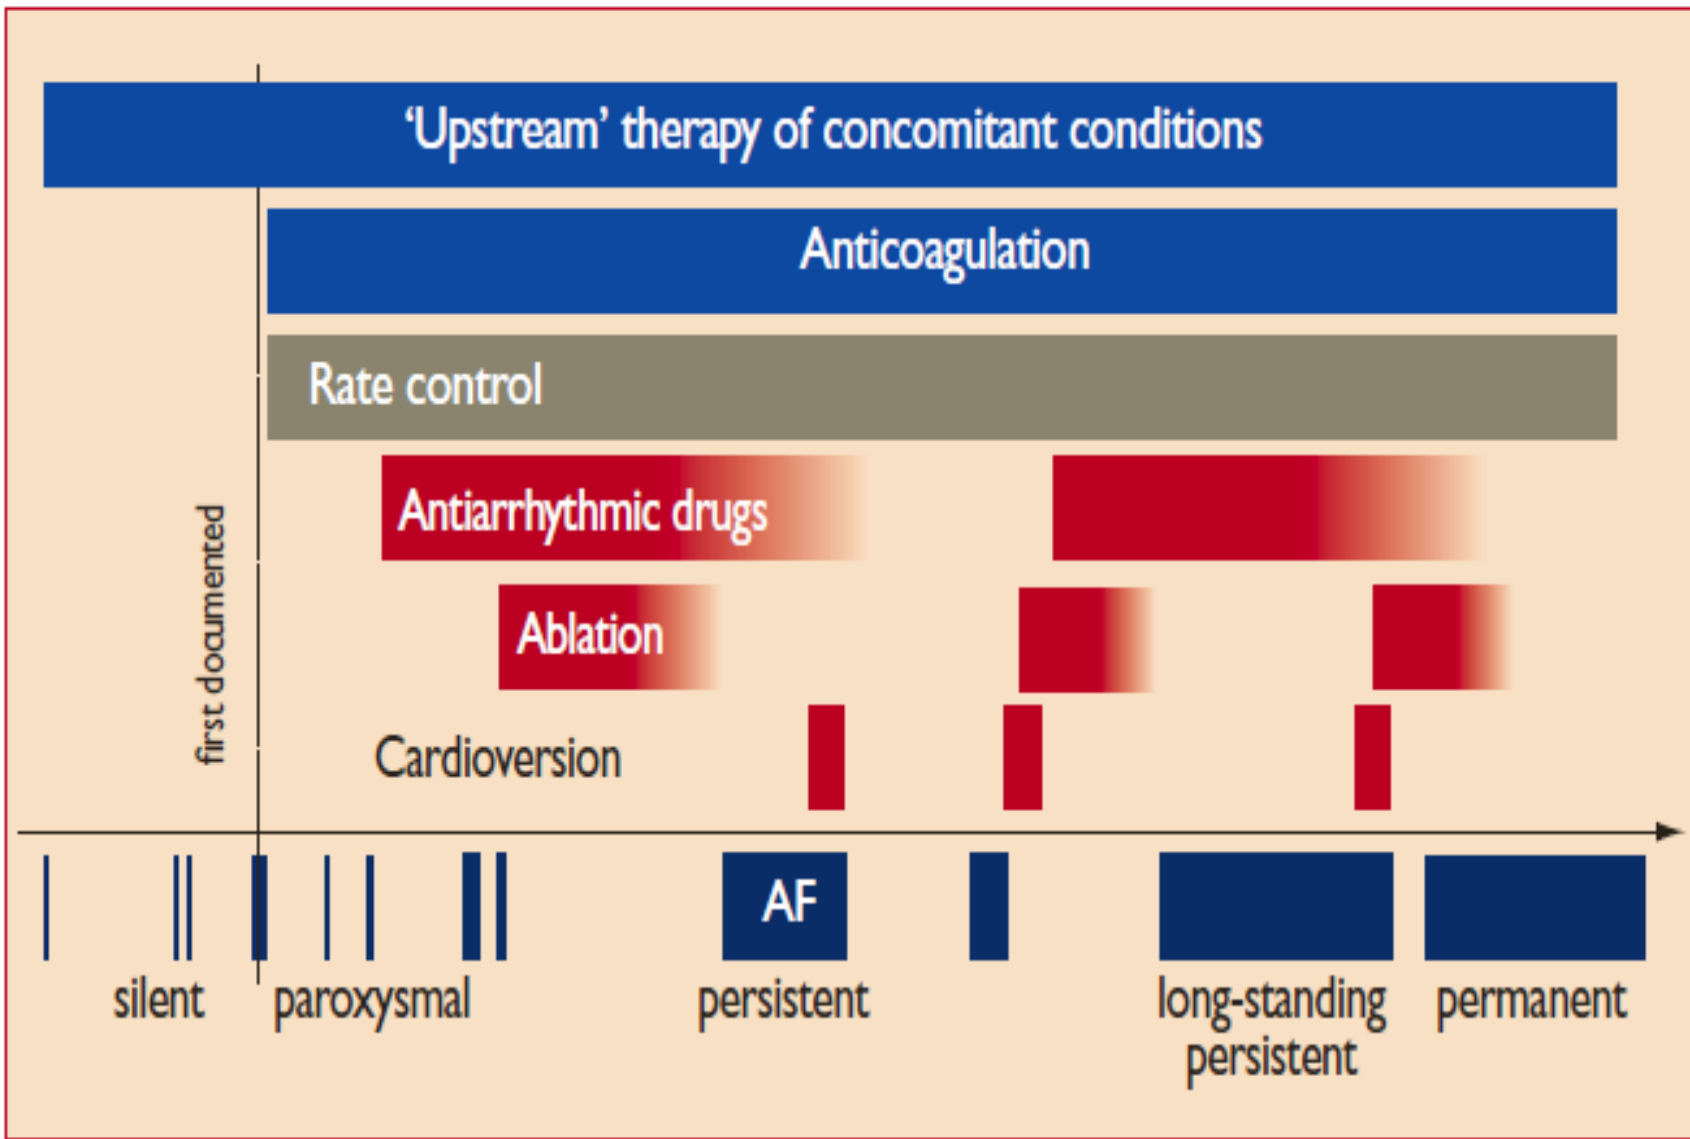 ‘Upstream’ therapy of concomitant conditions
Anticoagulation
Rate control
Antiarrhythmic drugs
Ablation
Cardioversion
first documented
AF
silent
paroxysmal
persistent
long-standing
persistent
permanent